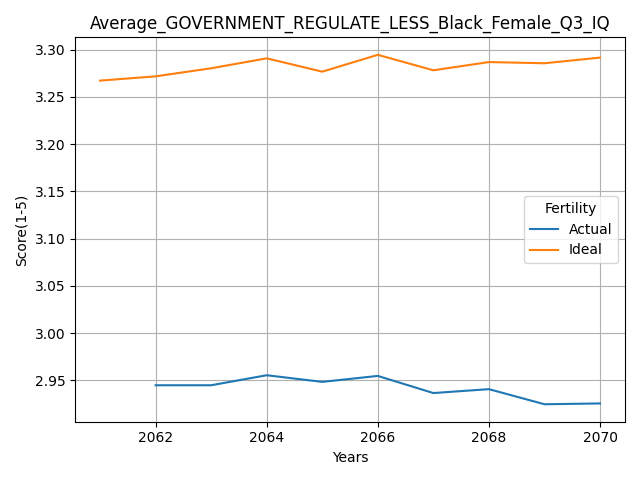 Average_GOVERNMENT_REGULATE_LESS_Black_Female_Q3_IQ
3.30
3.25
3.20
3.15
3.10
3.05
3.00
2.95
Score(1-5)
Fertility
Actual
Ideal
2062 2064 2066 2068 2070
Years